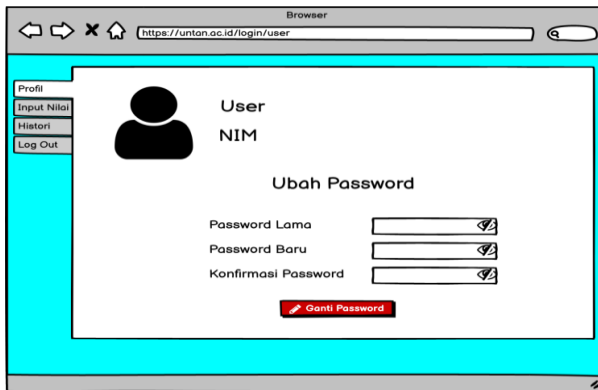 Browser
https://untan.ac.id/login/user
Profil
Input Nilai
Histori
Log Out
User
NIM
Ubah Password
Password Lama
Password Baru
Konfirmasi Password
Ganti Password